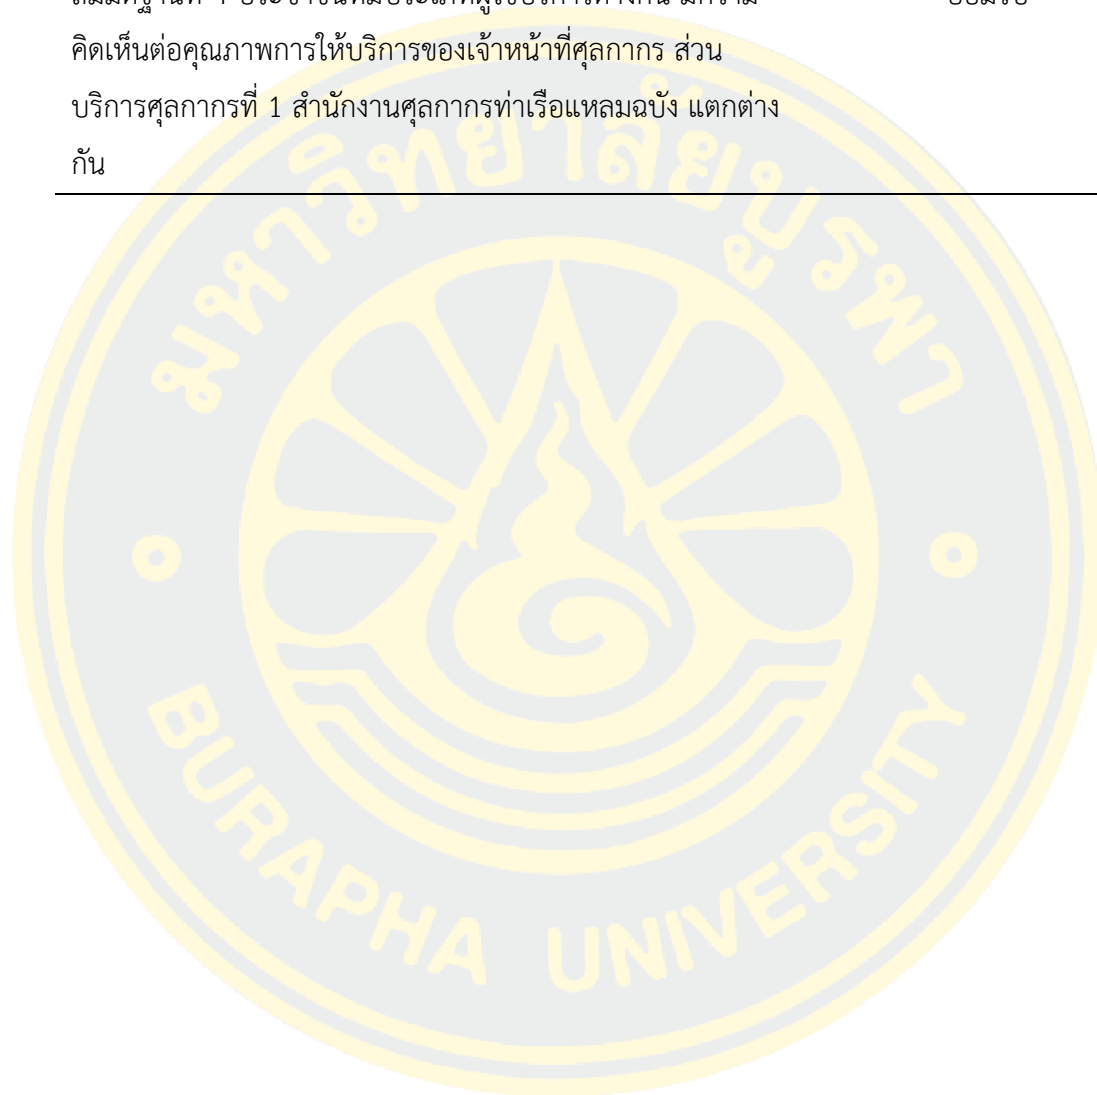 คิดเห็นต่อคุณภาพการให้บริการของเจ้าหน้าที่ศุลกากร ส่วน
บริการศุลกากรที่ 1 สำนักงานศุลกากรท่าเรือแหลมฉบัง แตกต่าง
กัน
มหาวิทยาลัยบูรพา
BURAPHA UNIVERSITY